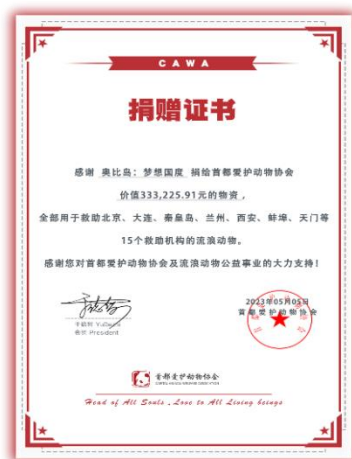 CAWA
捐赠证书
感谢 奥比岛：梦想国度 捐给首都爱护动物协会
价值333,225.91元的物资，
全部用于救助北京、大连、秦皇岛、兰州、西安、蚌埠、天门等
15个救助机构的流浪动物。
感谢您对首都爱护动物协会及流浪动物公益事业的大力支持！
2023年05月05日
首都爱护动物协会
会长 President
首都爱护动物协会
Head of All Souls , Love to All Living beings